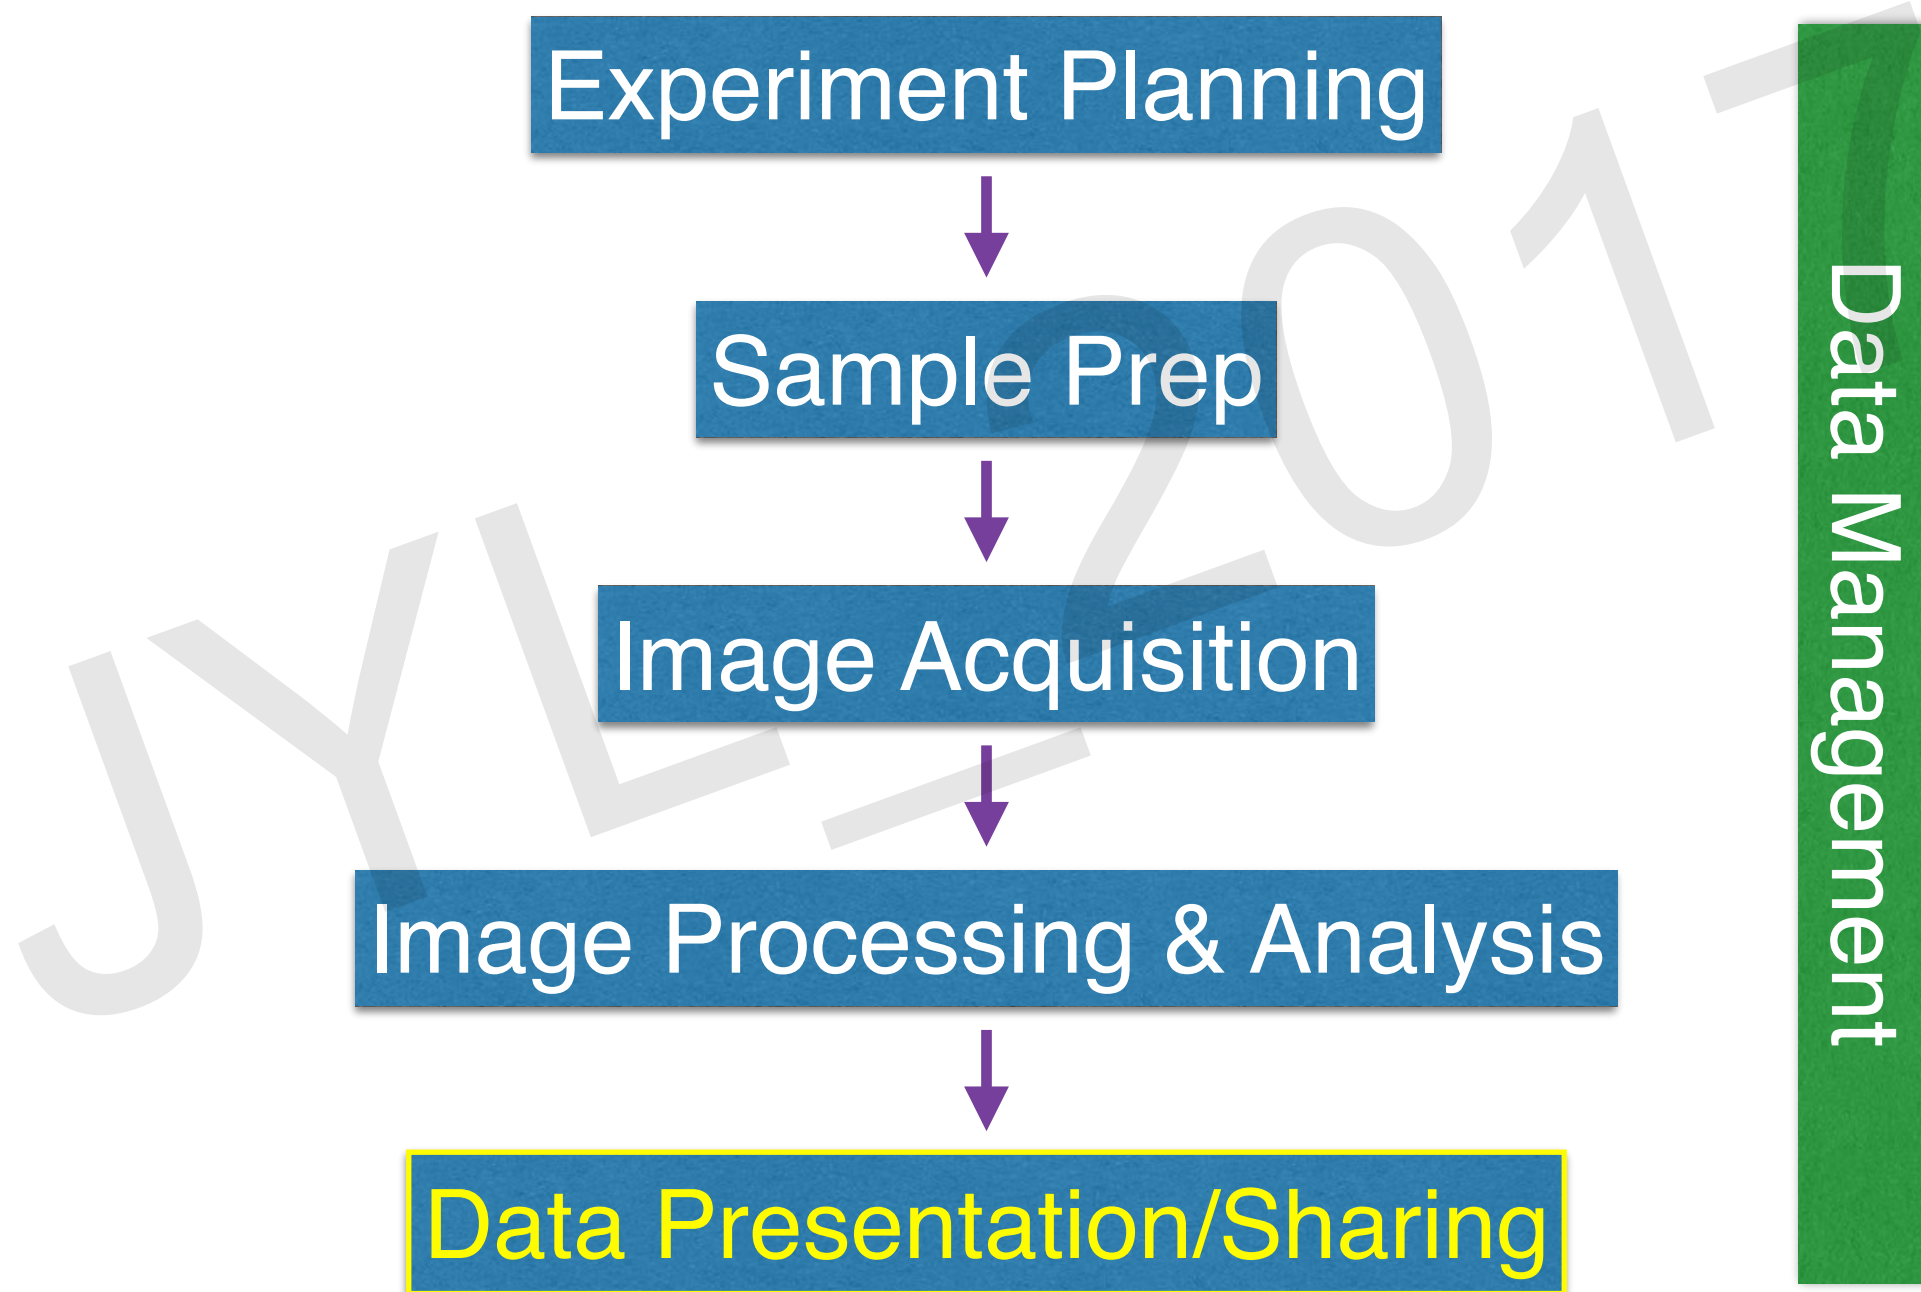 Experiment Planning
Sample Prep
Image Acquisition
Image Processing & Analysis
Data Presentation/Sharing
Data Management
JYL_2017